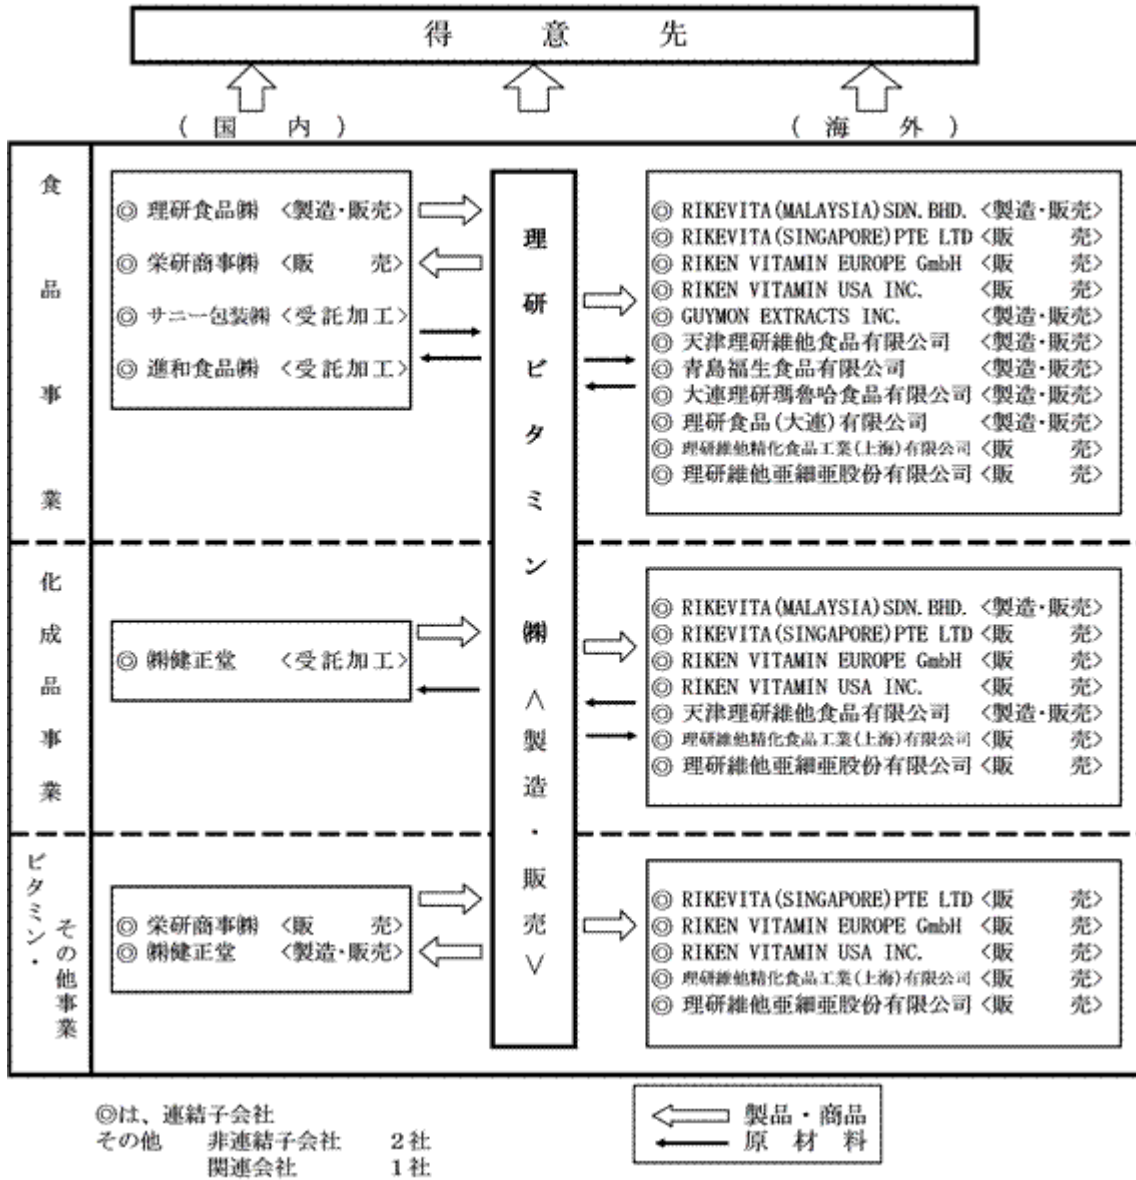 得意先
(国内)
(海外)
食品事業
◎ 理研食品㈱ <製造・販売>
◎ 栄研商事㈱ <販売>
◎ サニー包装㈱ <受託加工>
◎ 進和食品㈱ <受託加工>
理研ビタミン㈱<製造・販売>
◎ RIKEVITA(MALAYSIA)SDN.BHD. <製造・販売>
◎ RIKEVITA(SINGAPORE)PTE LTD <販売>
◎ RIKEN VITAMIN EUROPE GmbH <販売>
◎ RIKEN VITAMIN USA INC. <販売>
◎ GUYMON EXTRACTS INC. <製造・販売>
◎ 天津理研維他食品有限公司 <製造・販売>
◎ 青島福生食品有限公司 <製造・販売>
◎ 大連理研瑪魯哈食品有限公司 <製造・販売>
◎ 理研食品(大連)有限公司 <製造・販売>
◎ 理研維他精化食品工業(上海)有限公司 <販売>
◎ 理研維他亜細亜股份有限公司 <販売>
化成品事業
◎ ㈱健正堂 <受託加工>
◎ RIKEVITA(MALAYSIA)SDN.BHD. <製造・販売>
◎ RIKEVITA(SINGAPORE)PTE LTD <販売>
◎ RIKEN VITAMIN EUROPE GmbH <販売>
◎ RIKEN VITAMIN USA INC. <販売>
◎ 天津理研維他食品有限公司 <製造・販売>
◎ 理研維他精化食品工業(上海)有限公司 <販売>
◎ 理研維他亜細亜股份有限公司 <販売>
ビタミン・
その他事業
◎ 栄研商事㈱ <販売>
◎ ㈱健正堂 <製造・販売>
◎ RIKEVITA(SINGAPORE)PTE LTD <販売>
◎ RIKEN VITAMIN EUROPE GmbH <販売>
◎ RIKEN VITAMIN USA INC. <販売>
◎ 理研維他精化食品工業(上海)有限公司 <販売>
◎ 理研維他亜細亜股份有限公司 <販売>
◎は、連結子会社
その他 非連結子会社 2社
関連会社 1社
製品・商品
原材料